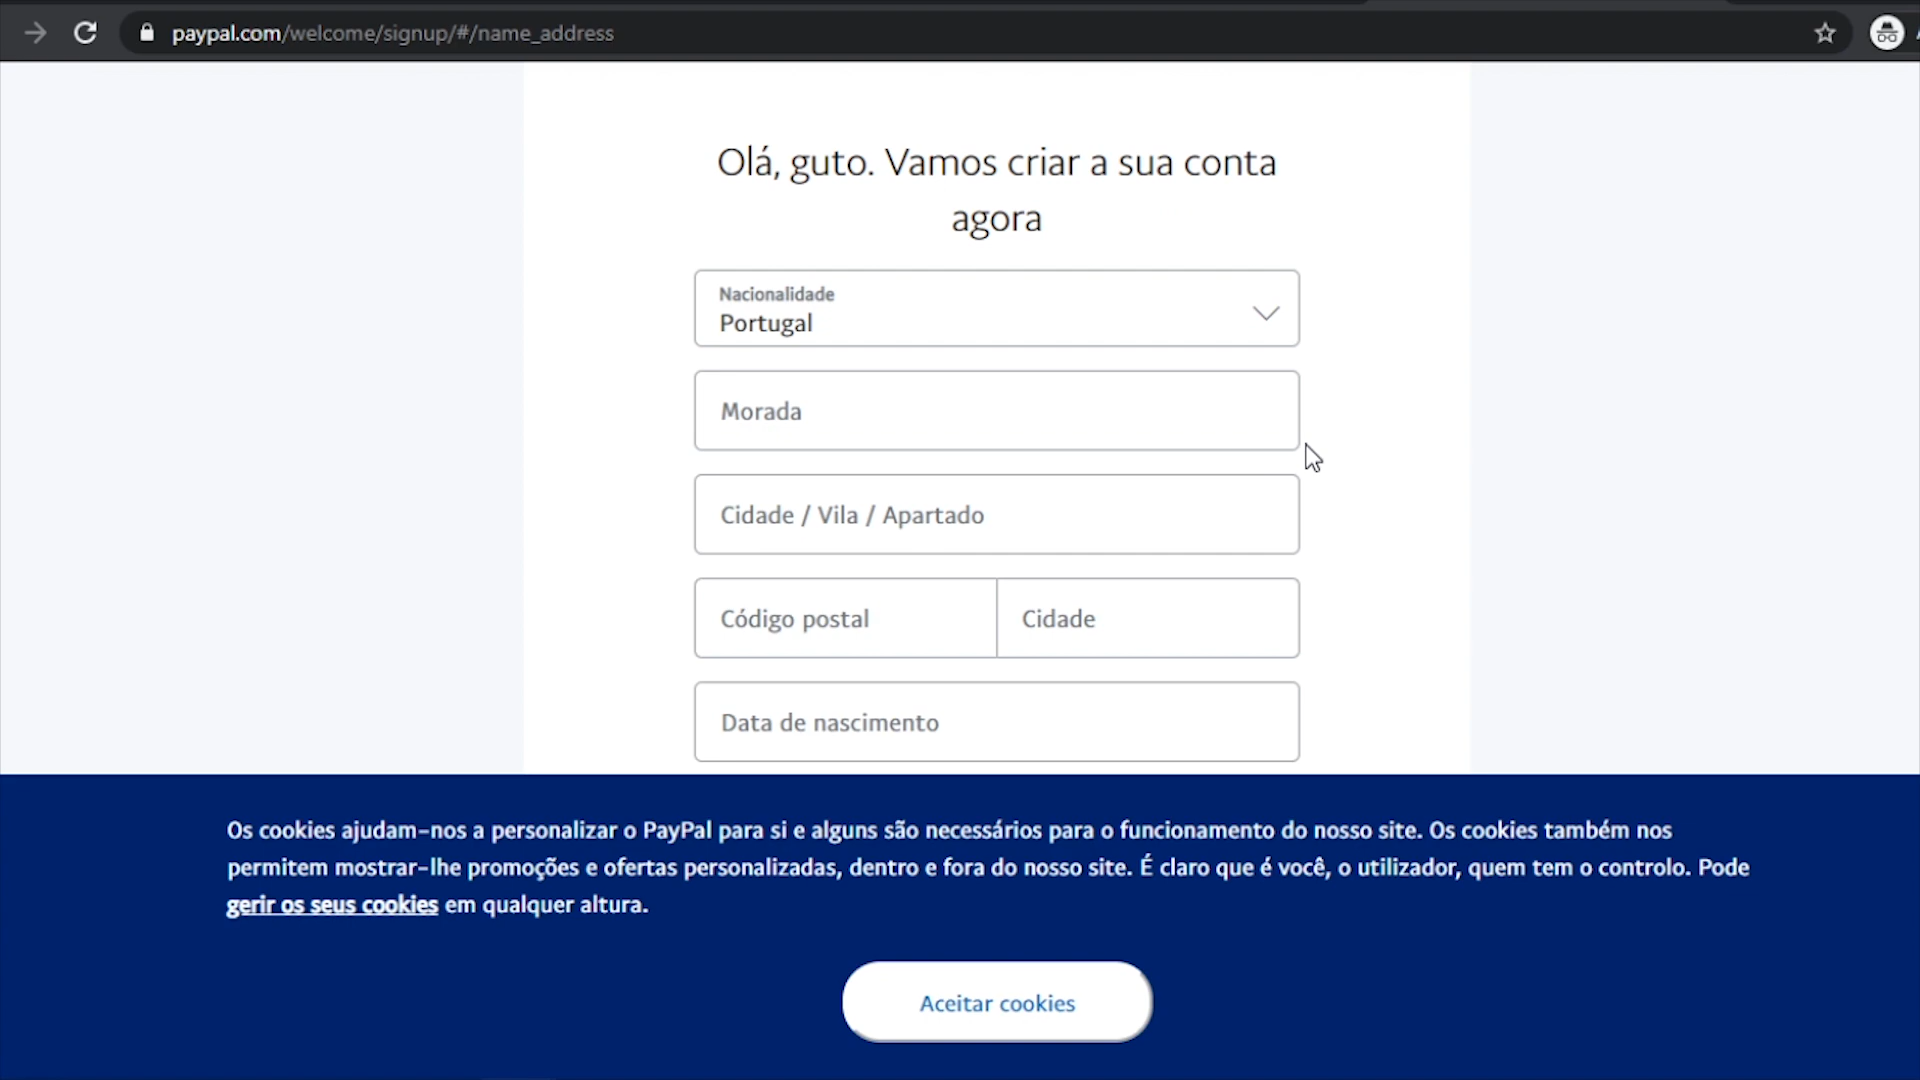 paypal.com/welcome/signup/#/name_address
Olá, guto. Vamos criar a sua conta
agora
Nacionalidade
Portugal
Morada
Cidade / Vila / Apartado
Código postal
Cidade
Data de nascimento
Os cookies ajudam-nos a personalizar o PayPal para si e alguns são necessários para o funcionamento do nosso site. Os cookies também nos
permitem mostrar-lhe promoções e ofertas personalizadas, dentro e fora do nosso site. É claro que é você, o utilizador, quem tem o controlo. Pode
gerir os seus cookies em qualquer altura.
Aceitar cookies